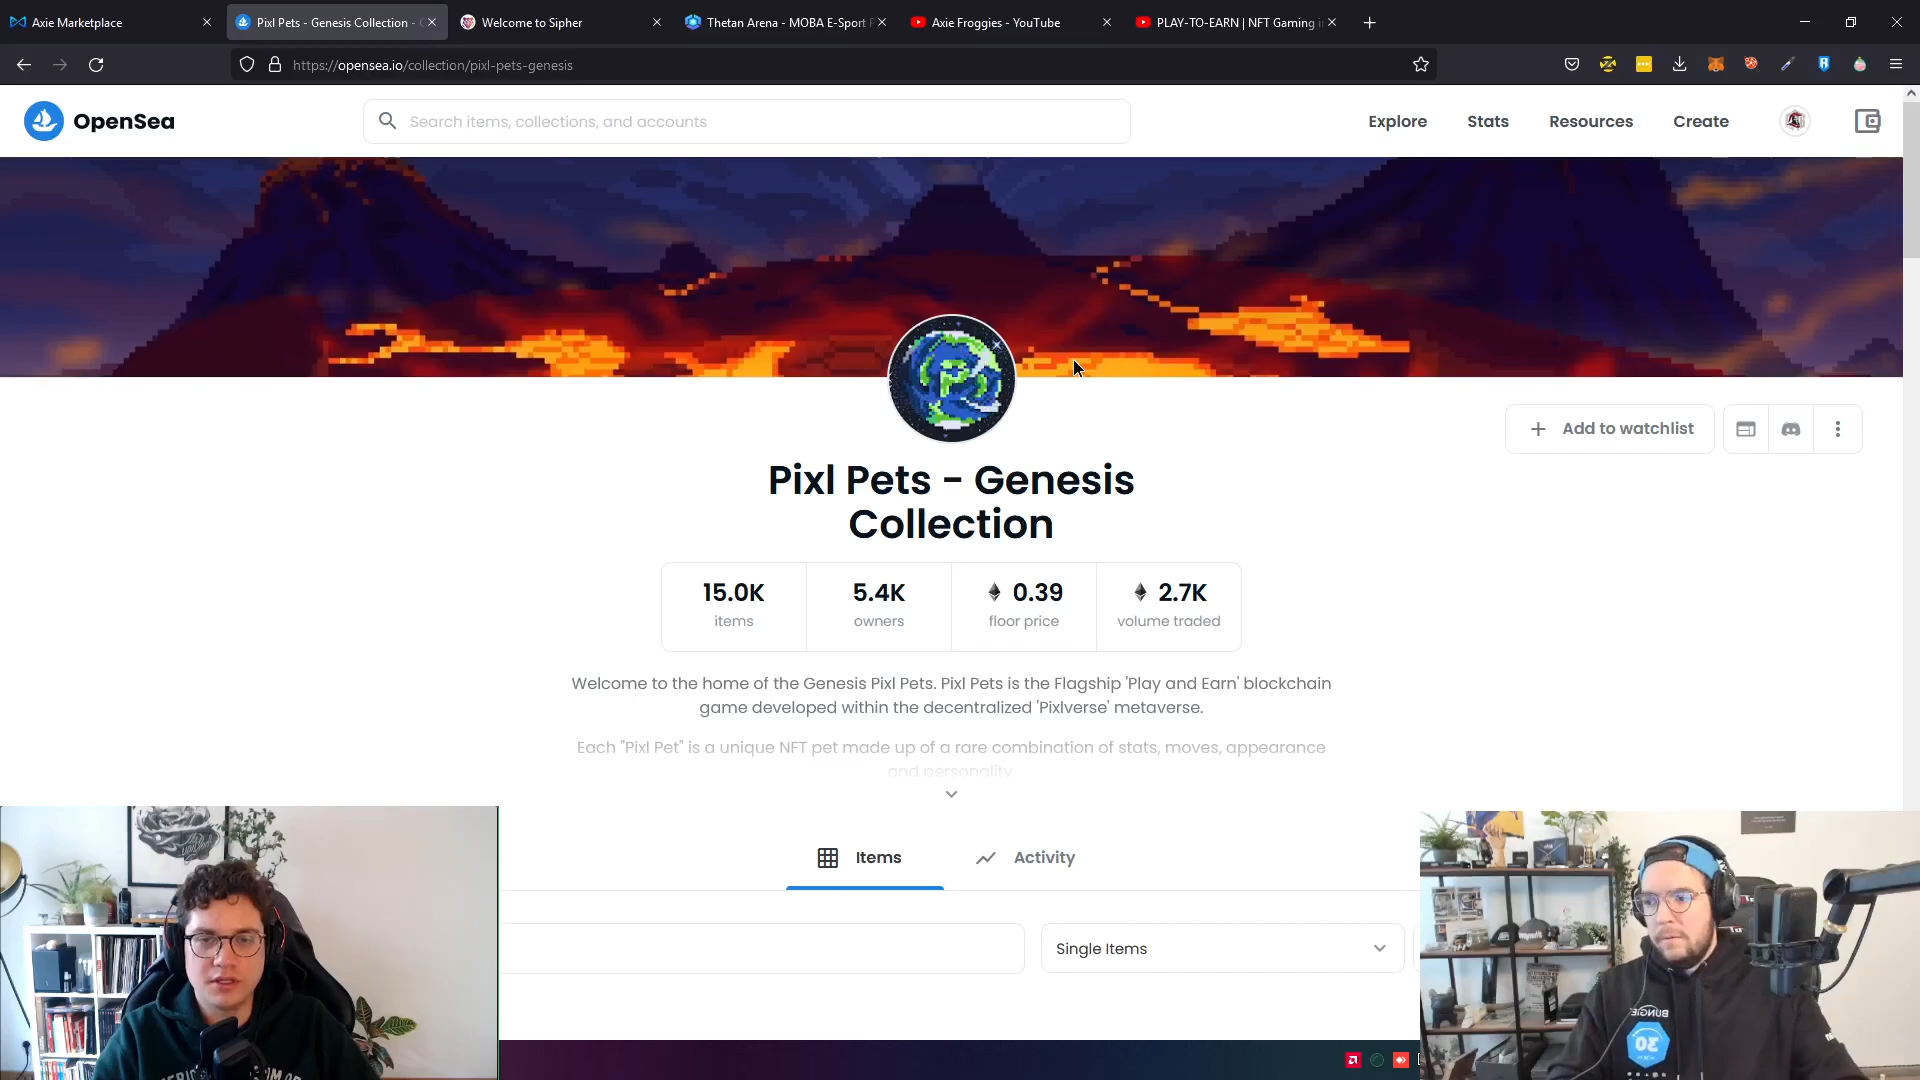 Axie Marketplace
Pixl Pets - Genesis Collection -
Welcome to Sipher
Thetan Arena - MOBA E-Sport
Axie Froggies - YouTube
PLAY-TO-EARN | NFT Gaming
https://opensea.io/collection/pixl-pets-genesis
OpenSea
Search items, collections, and accounts
Explore
Stats
Resources
Create
Add to watchlist
Pixl Pets - Genesis
Collection
15.0K
items
5.4K
owners
0.39
floor price
2.7K
volume traded
Welcome to the home of the Genesis Pixl Pets. Pixl Pets is the Flagship 'Play and Earn' blockchain
game developed within the decentralized 'Pixlverse' metaverse.
Each "Pixl Pet" is a unique NFT pet made up of a rare combination of stats, moves, appearance
and personality
Items
Activity
Single Items
BUNGIE
30